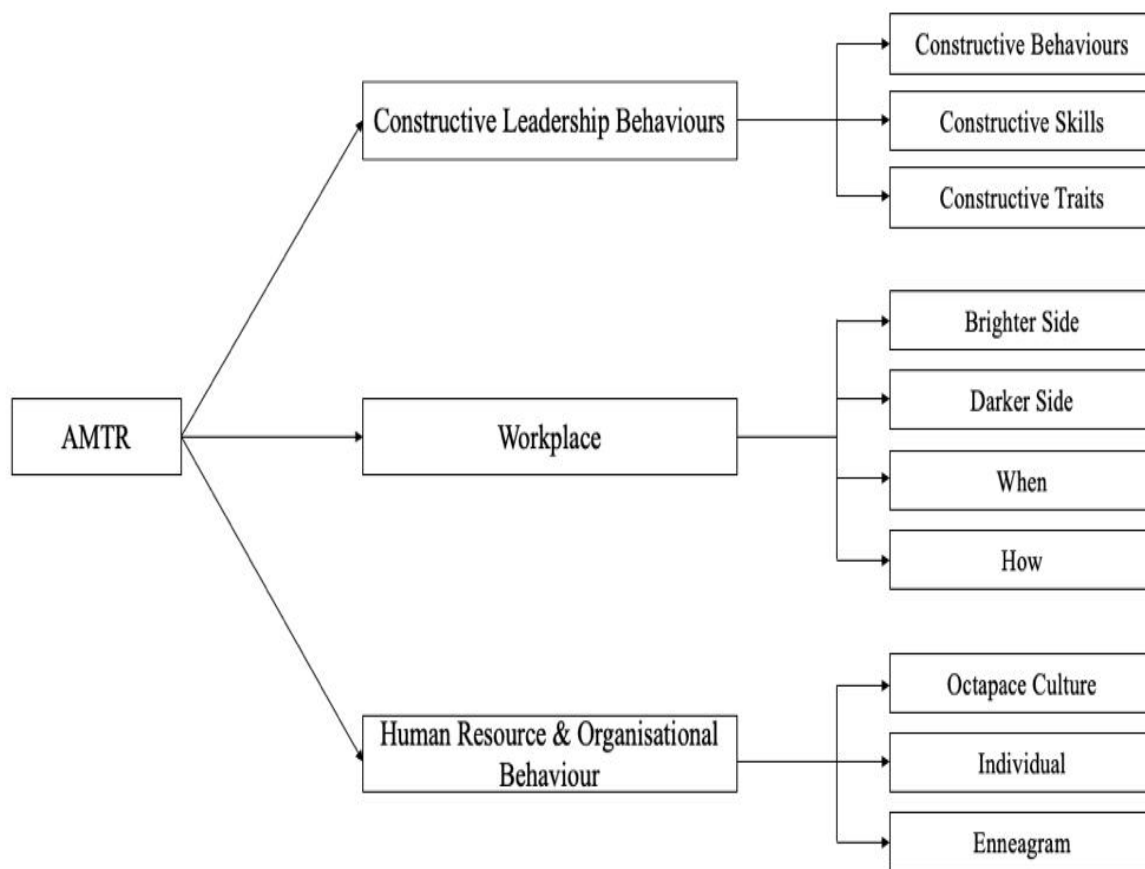 AMTR
Constructive Leadership Behaviours
Constructive Behaviours
Constructive Skills
Constructive Traits
Workplace
Brighter Side
Darker Side
When
How
Human Resource & Organisational
Behaviour
Octapace Culture
Individual
Enneagram